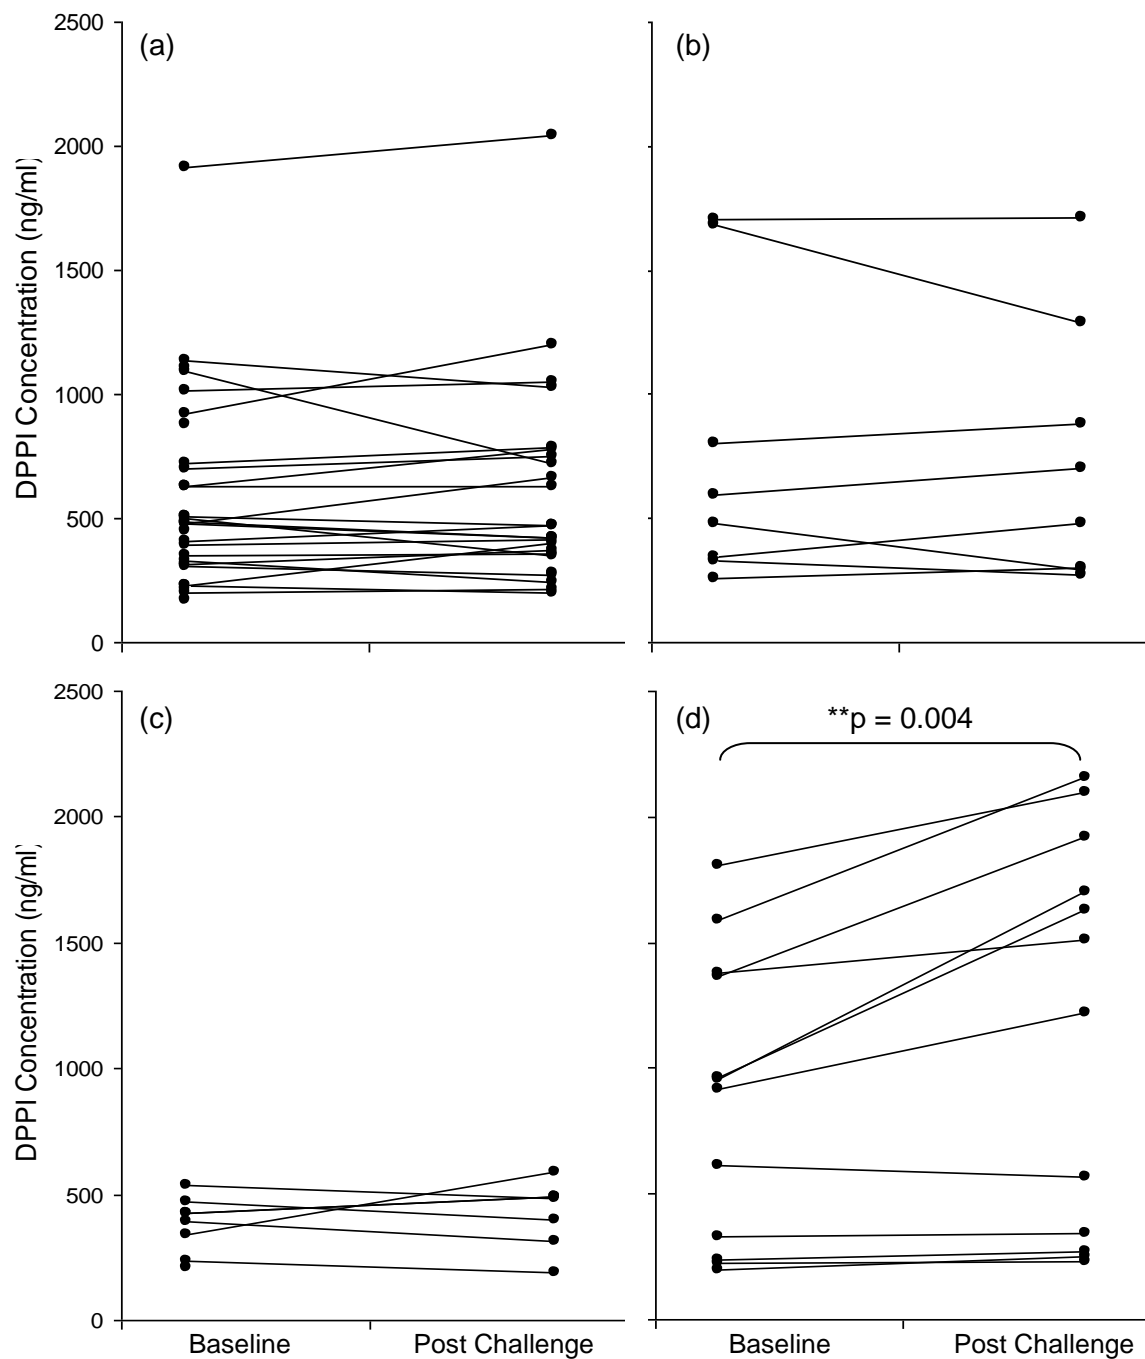 2500
(a)
(b)
2000
1500
1000
500
0
DPPI Concentration (ng/ml)
2500
(c)
(d)
**p = 0.004
2000
1500
1000
500
0
DPPI Concentration (ng/ml)
Baseline
Post Challenge
Baseline
Post Challenge